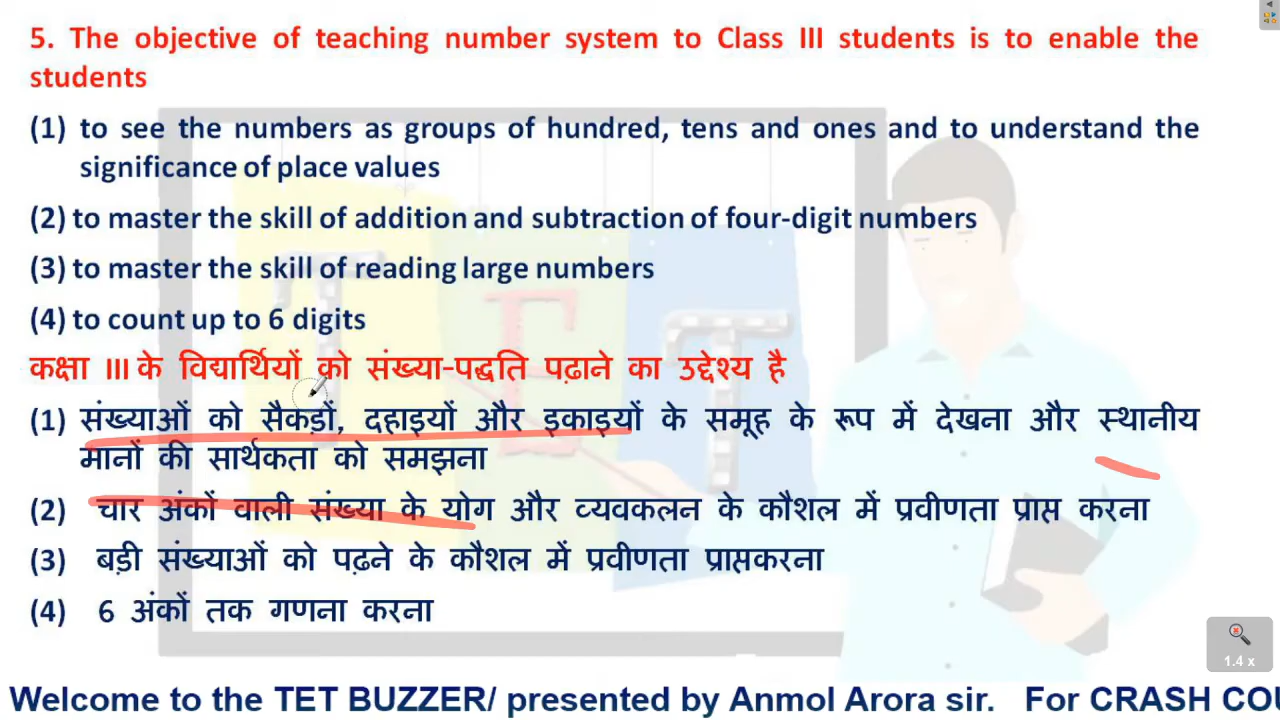 5. The objective of teaching number system to Class III students is to enable the
students
(1) to see the numbers as groups of hundred, tens and ones and to understand the
significance of place values
(2) to master the skill of addition and subtraction of four-digit numbers
(3) to master the skill of reading large numbers
(4) to count up to 6 digits
कक्षा III के विद्यार्थियों को संख्या-पद्धति पढ़ाने का उद्देश्य है
(1) संख्याओं को सैकड़ों, दहाइयों और इकाइयों के समूह के रूप में देखना और स्थानीय
मानों की सार्थकता को समझना
(2) चार अंकों वाली संख्या के योग और व्यवकलन के कौशल में प्रवीणता प्राप्त करना
(3) बड़ी संख्याओं को पढ़ने के कौशल में प्रवीणता प्राप्तकरना
(4) 6 अंकों तक गणना करना
TET
1.4 x
Welcome to the TET BUZZER/ presented by Anmol Arora sir. For CRASH COU